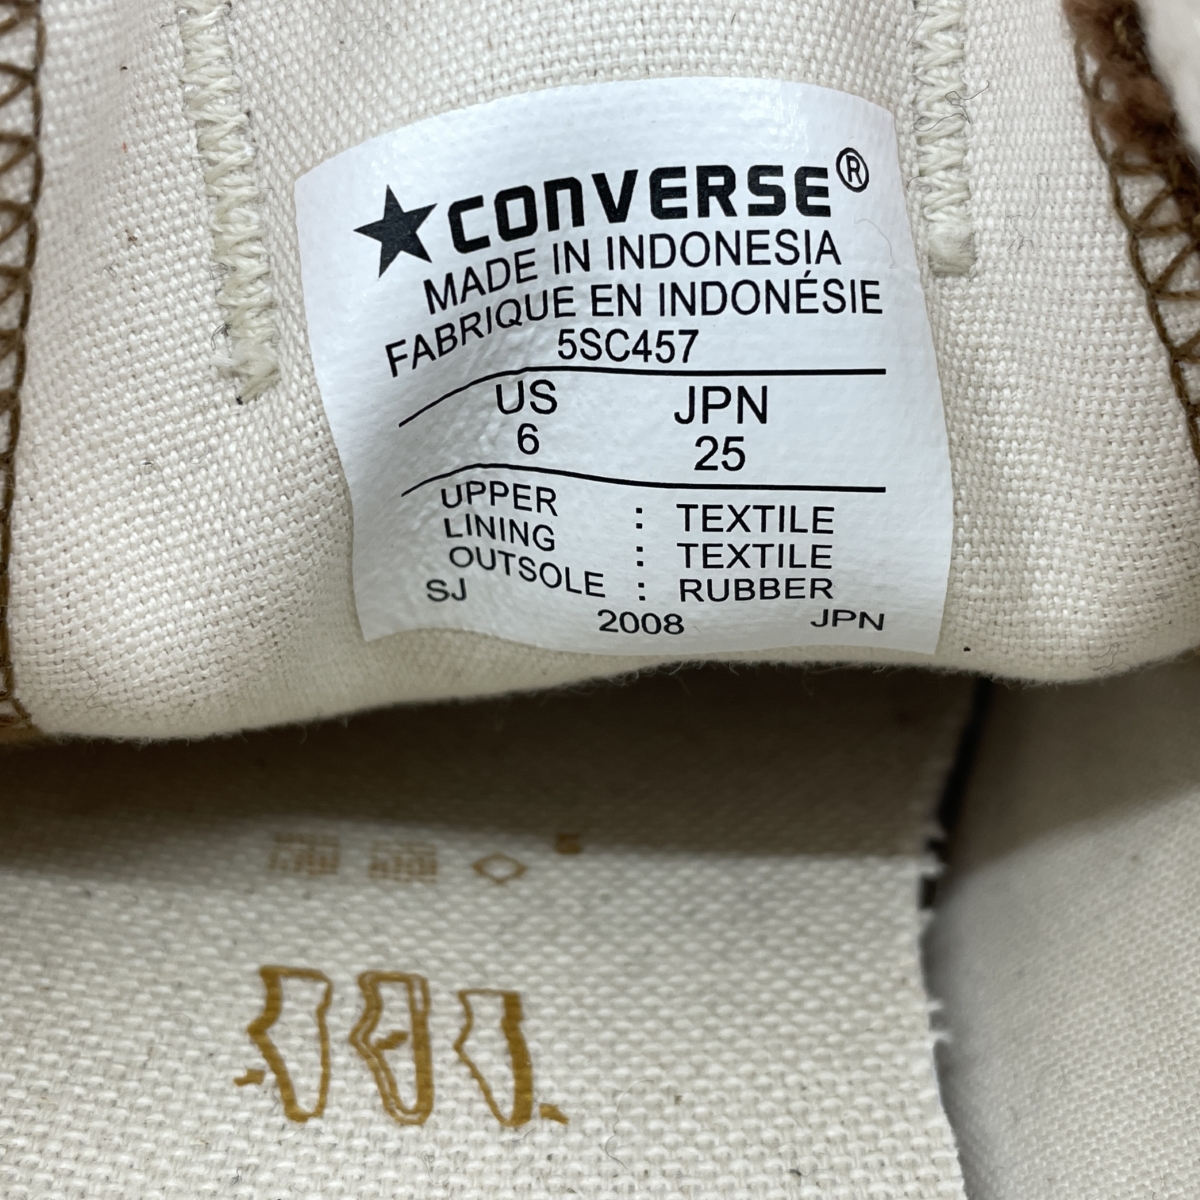 ★CONVERSE®
MADE IN INDONESIA
FABRIQUE EN INDONÉSIE
5SC457
US JPN
6 25
UPPER : TEXTILE
LINING : TEXTILE
OUTSOLE : RUBBER
SJ 2008 JPN